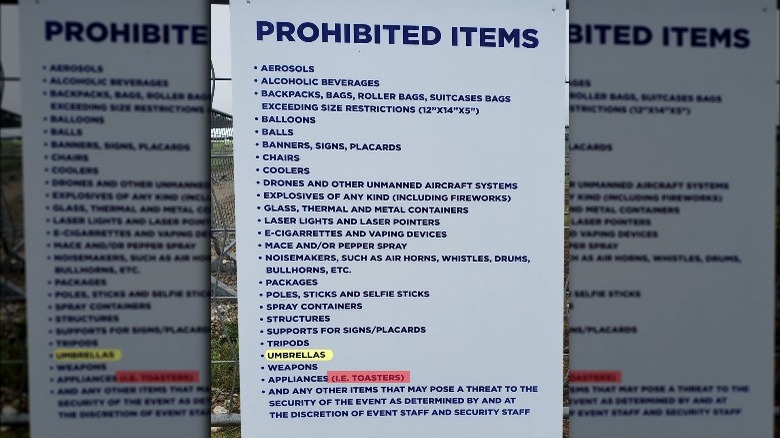 PROHIBITED ITEMS
• AEROSOLS
• ALCOHOLIC BEVERAGES
• BACKPACKS, BAGS, ROLLER BAGS, SUITCASES BAGS
EXCEEDING SIZE RESTRICTIONS (12"X14"X5")
• BALLOONS
• BALLS
• BANNERS, SIGNS, PLACARDS
• CHAIRS
• COOLERS
• DRONES AND OTHER UNMANNED AIRCRAFT SYSTEMS
• EXPLOSIVES OF ANY KIND (INCLUDING FIREWORKS)
• GLASS, THERMAL AND METAL CONTAINERS
• LASER LIGHTS AND LASER POINTERS
• E-CIGARETTES AND VAPING DEVICES
• MACE AND/OR PEPPER SPRAY
• NOISEMAKERS, SUCH AS AIR HORNS, WHISTLES, DRUMS,
BULLHORNS, ETC.
• PACKAGES
• POLES, STICKS AND SELFIE STICKS
• SPRAY CONTAINERS
• STRUCTURES
• SUPPORTS FOR SIGNS/PLACARDS
• TRIPODS
• UMBRELLAS
• WEAPONS
• APPLIANCES (I.E. TOASTERS)
• AND ANY OTHER ITEMS THAT MAY POSE A THREAT TO THE
SECURITY OF THE EVENT AS DETERMINED BY AND AT
THE DISCRETION OF EVENT STAFF AND SECURITY STAFF